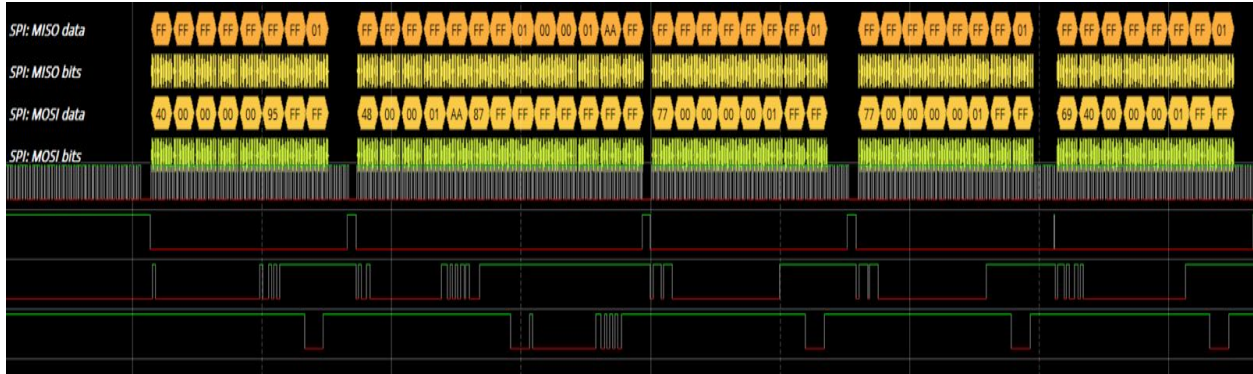 SPI: MISO data FF FF FF FF FF FF FF 01 FF FF FF FF FF FF FF 01 00 00 01 AA FF FF FF FF FF FF FF FF 01 FF FF FF FF FF FF FF 01 FF FF FF FF FF FF FF 01
SPI: MISO bits
SPI: MOSI data 40 00 00 00 00 95 FF FF 48 00 00 01 AA 87 FF FF FF FF FF FF FF 77 00 00 00 00 01 FF FF 77 00 00 00 00 01 FF FF 69 40 00 00 00 01 FF FF
SPI: MOSI bits